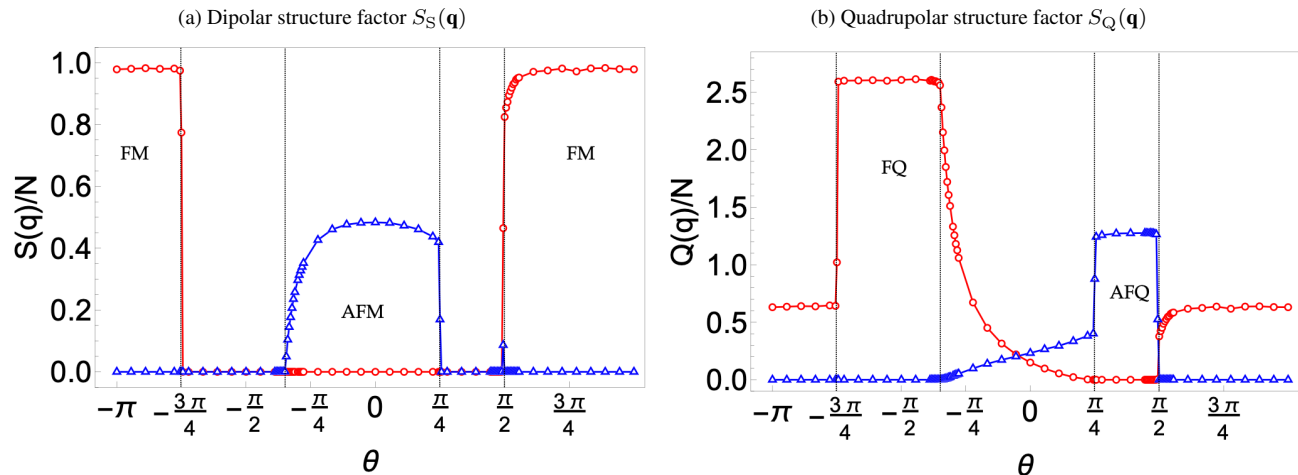 (a) Dipolar structure factor S_S(q)
1.0
0.8
0.6
0.4
0.2
0.0
S(q)/N
FM
AFM
FM
−π
−3π/4
−π/2
−π/4
0
π/4
π/2
3π/4
θ
(b) Quadrupolar structure factor S_Q(q)
2.5
2.0
1.5
1.0
0.5
0.0
Q(q)/N
FQ
AFQ
−π
−3π/4
−π/2
−π/4
0
π/4
π/2
3π/4
θ